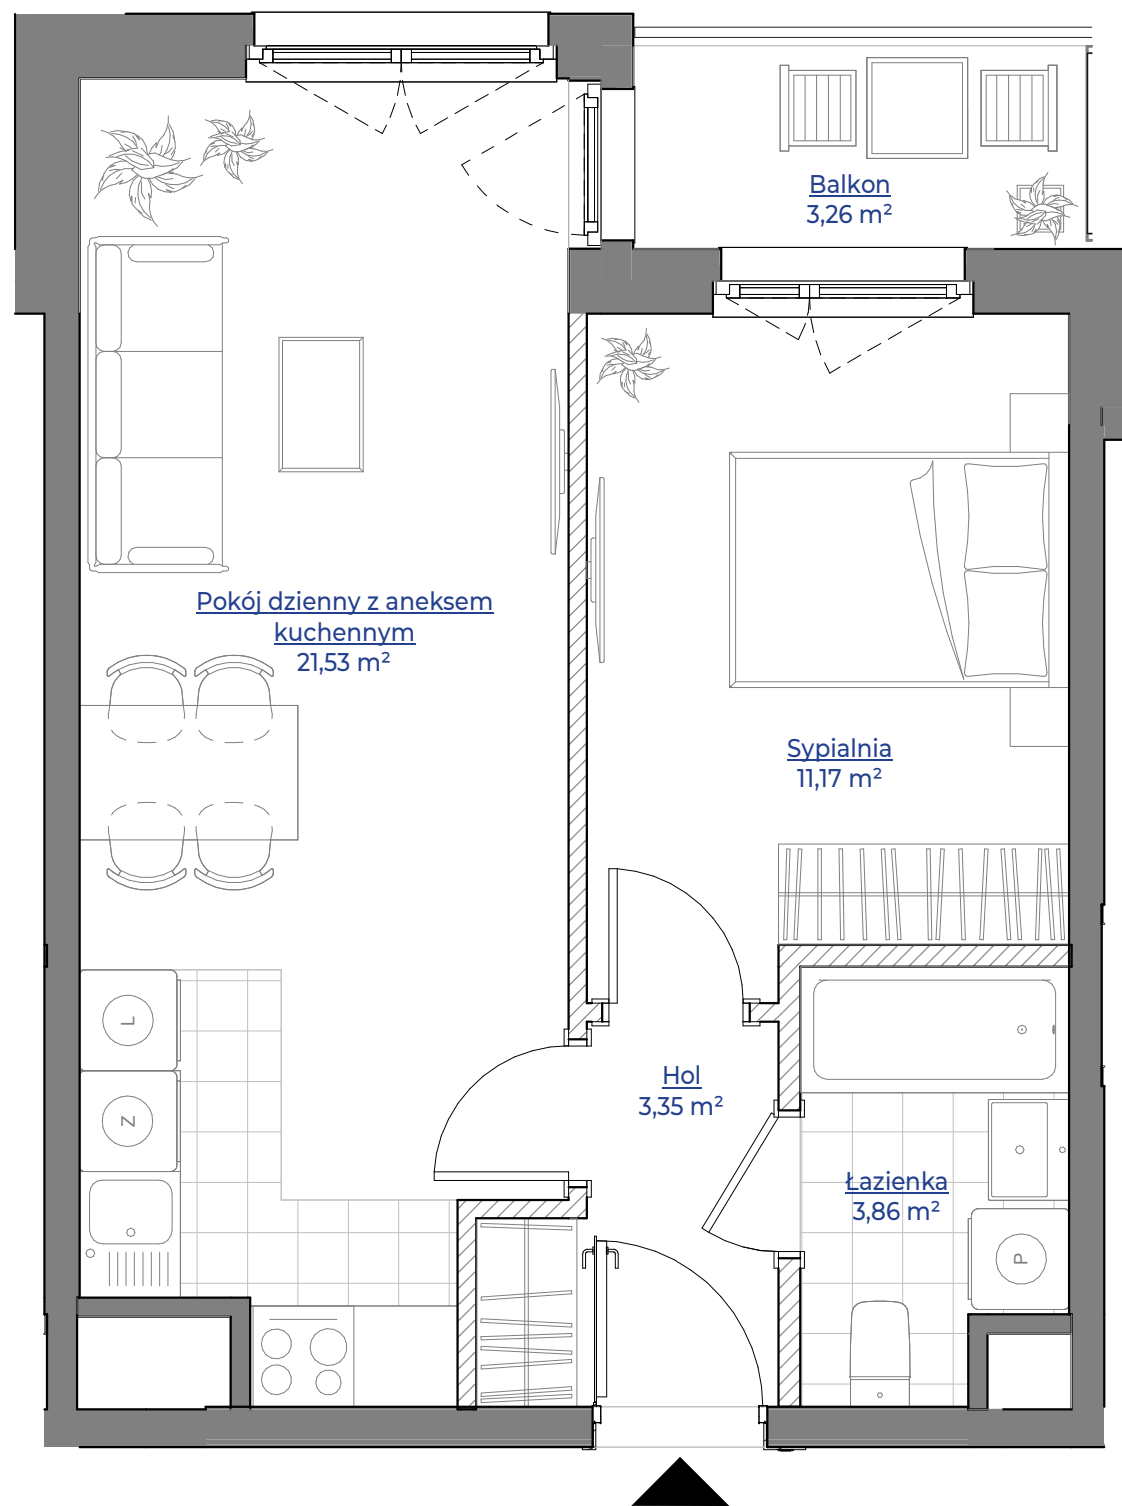 Balkon
3,26 m²
Pokój dzienny z aneksem
kuchennym
21,53 m²
Sypialnia
11,17 m²
L
Z
Hol
3,35 m²
Łazienka
3,86 m²
P